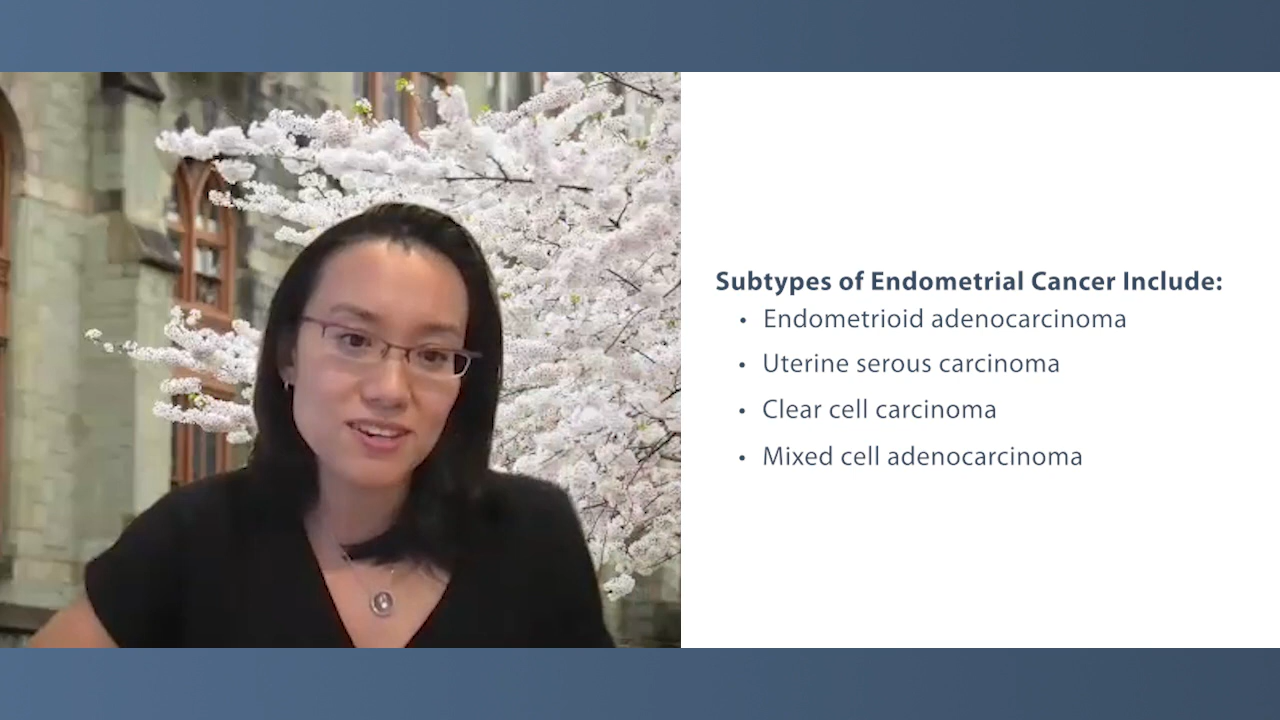 Subtypes of Endometrial Cancer Include:
• Endometrioid adenocarcinoma
• Uterine serous carcinoma
• Clear cell carcinoma
• Mixed cell adenocarcinoma